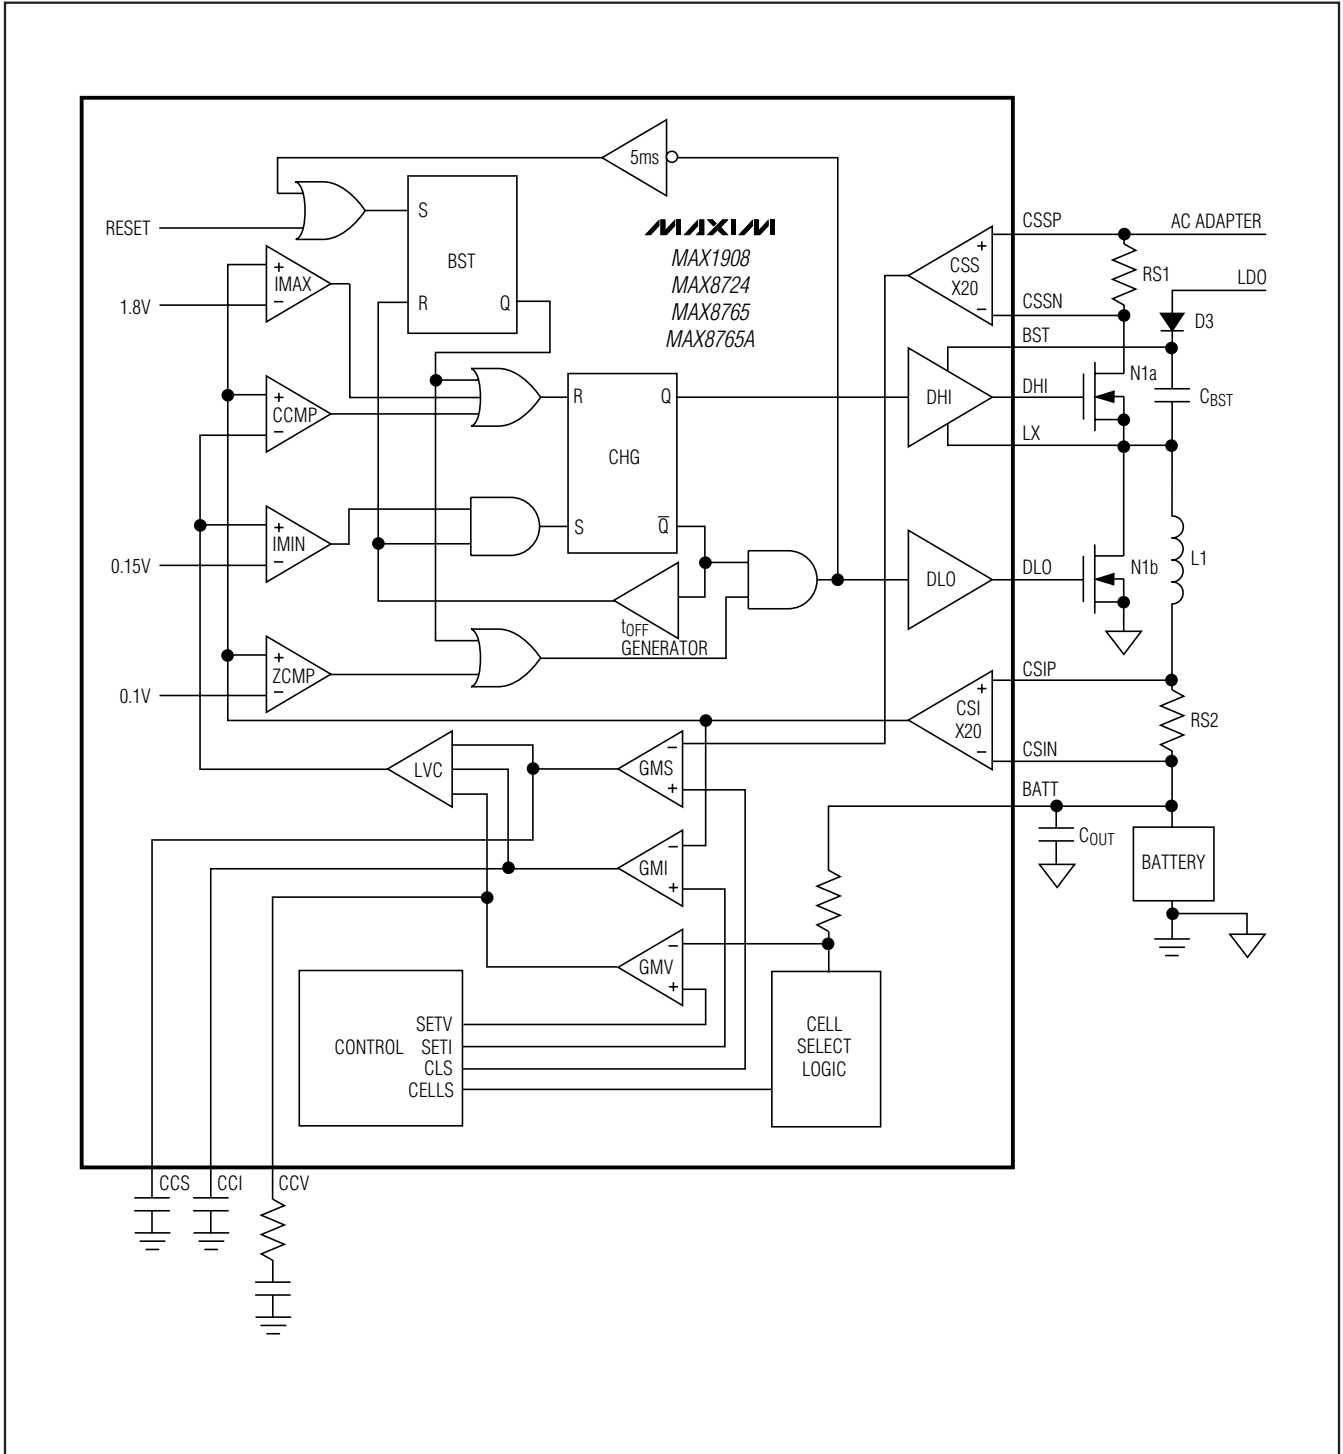 5ms
RESET
S
BST
R
Q
MAXIM
MAX1908
MAX8724
MAX8765
MAX8765A
+
IMAX
−
1.8V
+
CCMP
−
+
IMIN
−
0.15V
+
ZCMP
−
0.1V
R
Q
CHG
S
Q̅
tOFF
GENERATOR
CSSP
AC ADAPTER
+
CSS
X20
−
RS1
LDO
CSSN
D3
BST
DHI
DHI
N1a
CBST
LX
DLO
DLO
N1b
L1
CSIP
+
CSI
X20
−
RS2
CSIN
BATT
COUT
BATTERY
LVC
−
GMS
+
−
GMI
+
−
GMV
+
CONTROL
SETV
SETI
CLS
CELLS
CELL
SELECT
LOGIC
CCS
CCI
CCV